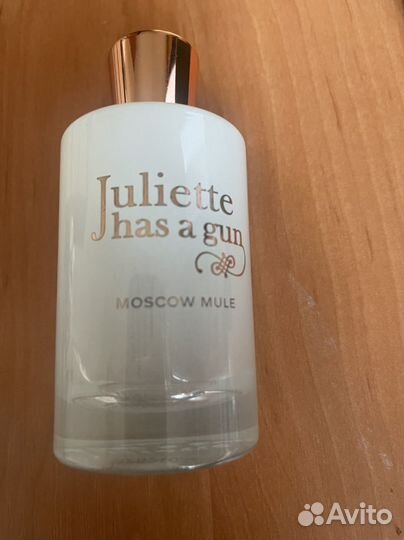 Juliette
has a gun
MOSCOW MULE
Avito